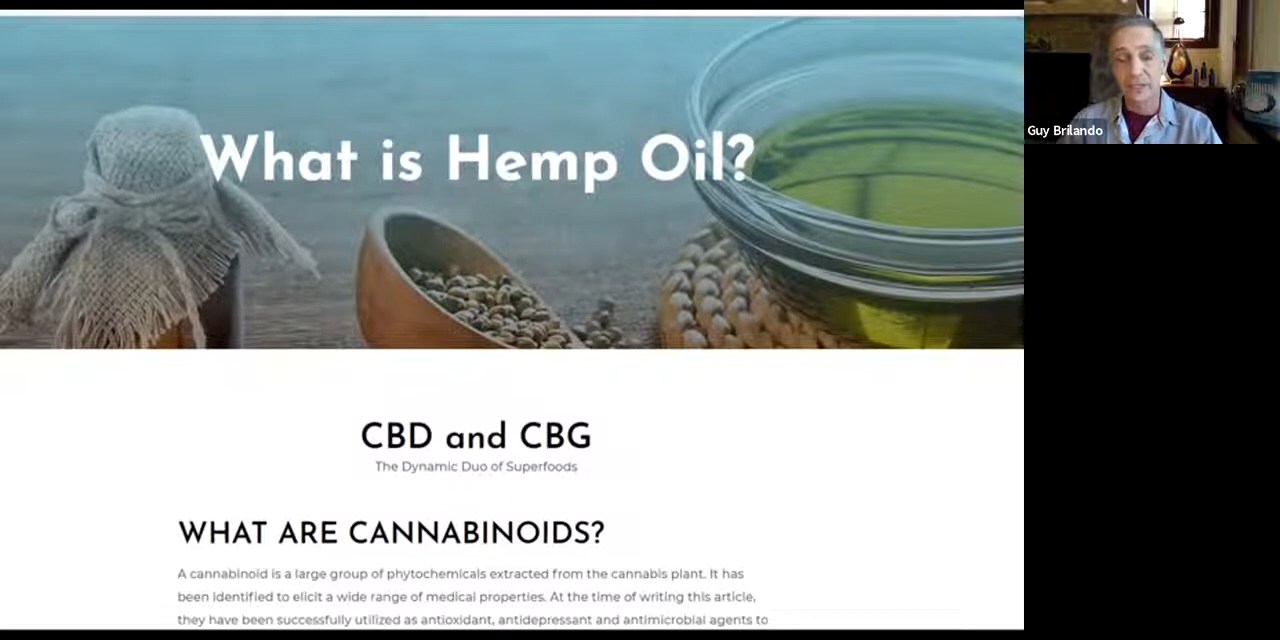 What is Hemp Oil?
Guy Brilando
CBD and CBG
The Dynamic Duo of Superfoods
WHAT ARE CANNABINOIDS?
A cannabinoid is a large group of phytochemicals extracted from the cannabis plant. It has
been identified to elicit a wide range of medical properties. At the time of writing this article,
they have been successfully utilized as antioxidant, antidepressant and antimicrobial agents to